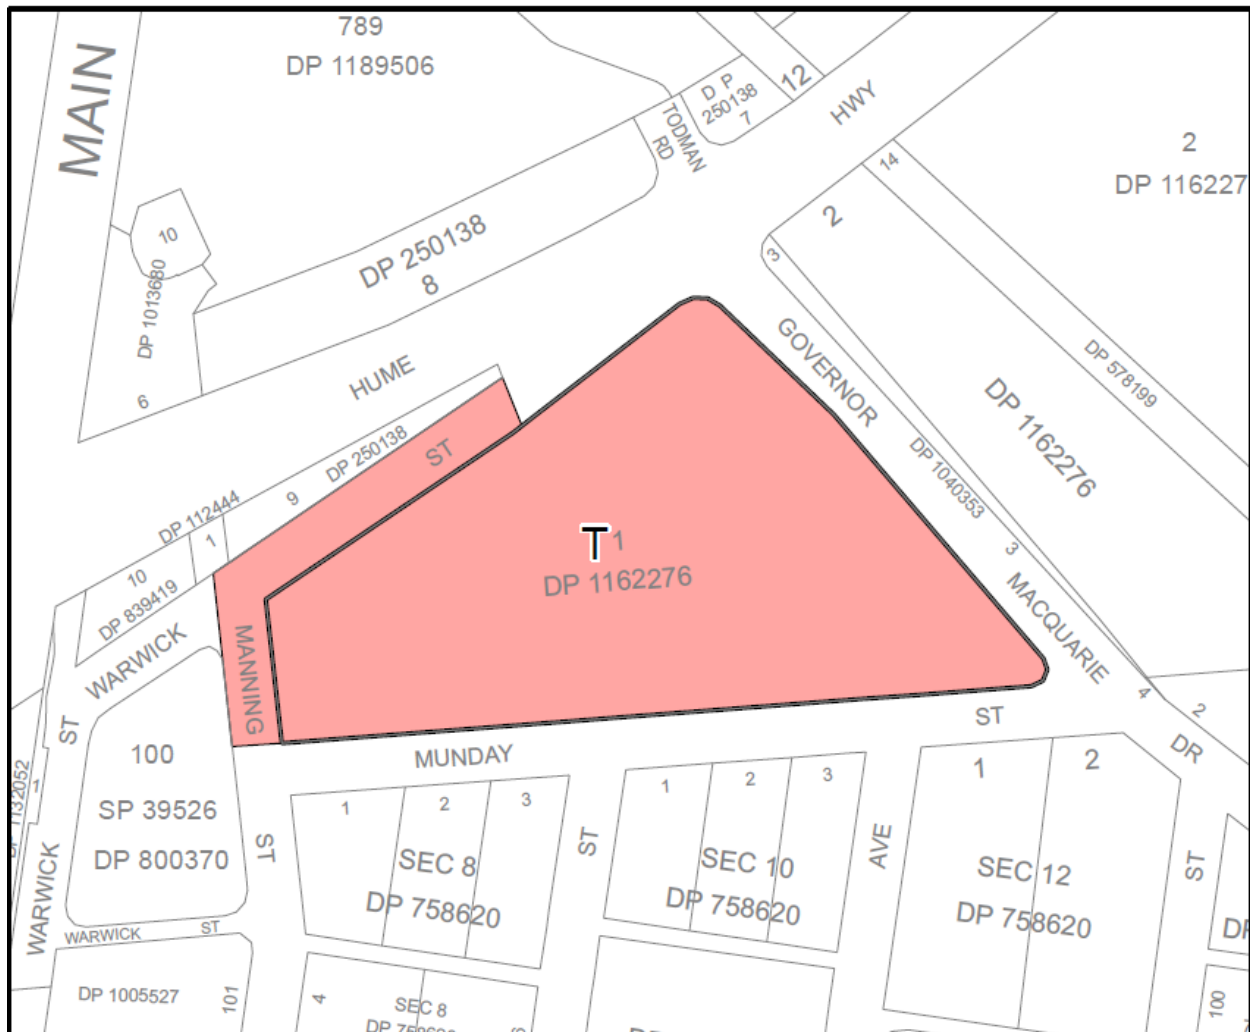 789
DP 1189506
MAIN
D P
250138
7
12
HWY
TODMAN
RD
14
2
2
DP 116227
10
DP 1013680
DP 250138
8
3
GOVERNOR
DP 578199
HUME
6
ST
DP 250138
9
DP 112444
1
10
DP 839419
DP 1162276
DP 1040353
3
T 1
DP 1162276
WARWICK
MANNING
MACQUARIE
4
2
DR
ST
ST
MUNDAY
100
SP 39526
DP 800370
1
ST
1
2
3
SEC 8
DP 758620
ST
1
2
3
SEC 10
DP 758620
AVE
1
2
SEC 12
DP 758620
ST
WARWICK
WARWICK
ST
DP 1005527
101
4
SEC 8
100